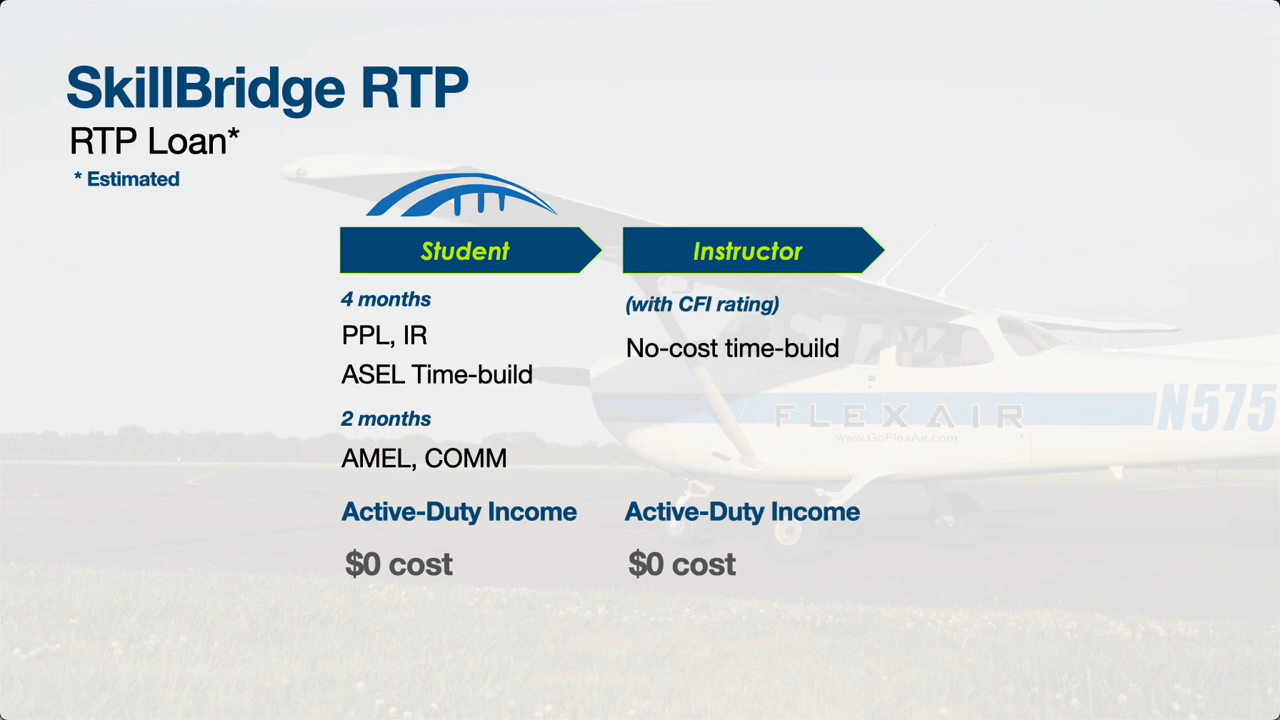 SkillBridge RTP
RTP Loan*
* Estimated
Student
4 months
PPL, IR
ASEL Time-build
2 months
AMEL, COMM
Active-Duty Income
$0 cost
Instructor
(with CFI rating)
No-cost time-build
Active-Duty Income
$0 cost
FLEXAIR
www.GoFlexAir.com
N575